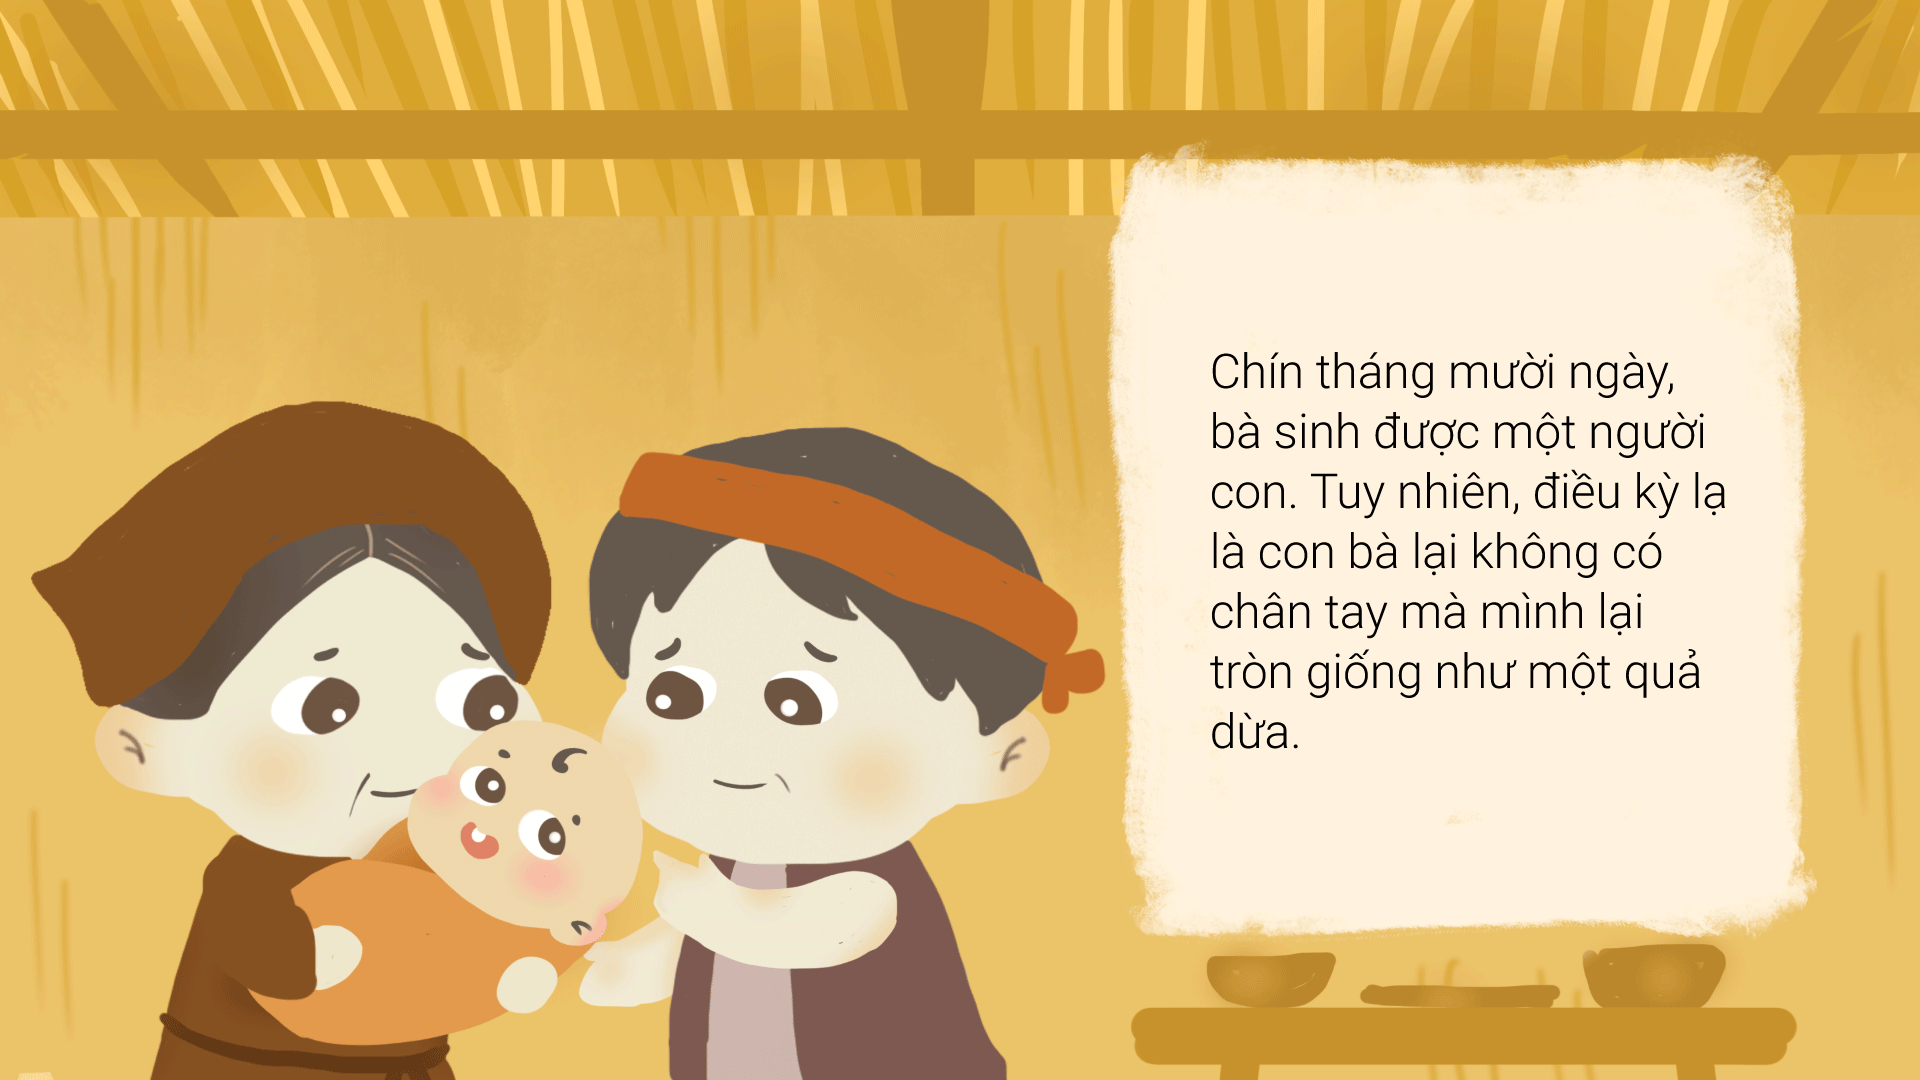 Chín tháng mười ngày,
bà sinh được một người
con. Tuy nhiên, điều kỳ lạ
là con bà lại không có
chân tay mà mình lại
tròn giống như một quả
dừa.